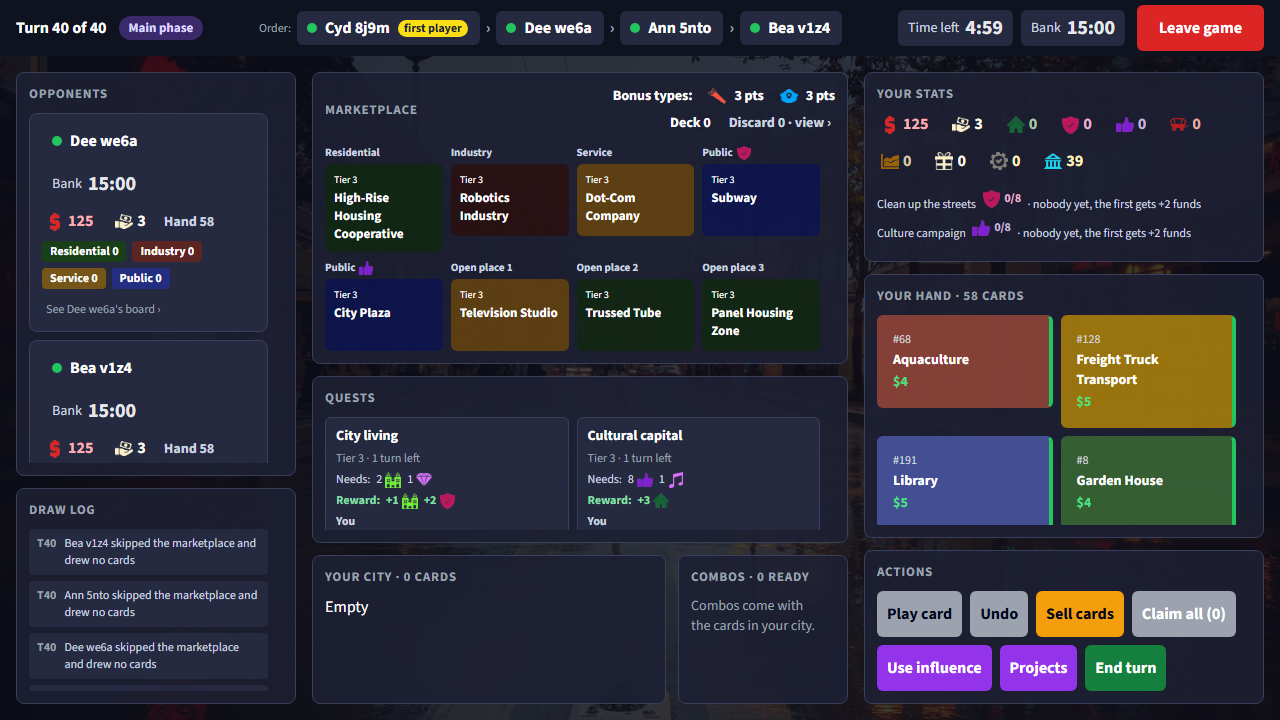 Turn 40 of 40 Main phase Order: Cyd 8j9m first player › Dee we6a › Ann 5nto › Bea v1z4 Time left 4:59 Bank 15:00 Leave game
OPPONENTS
Dee we6a
Bank 15:00
125 3 Hand 58
Residential 0 Industry 0
Service 0 Public 0
See Dee we6a's board ›
Bea v1z4
Bank 15:00
125 3 Hand 58
DRAW LOG
T40 Bea v1z4 skipped the marketplace and
drew no cards
T40 Ann 5nto skipped the marketplace and
drew no cards
T40 Dee we6a skipped the marketplace
and drew no cards
MARKETPLACE
Bonus types: 3 pts 3 pts
Deck 0 Discard 0 · view ›
Residential Industry Service Public
Tier 3
High-Rise
Housing
Cooperative
Tier 3
Robotics
Industry
Tier 3
Dot-Com
Company
Tier 3
Subway
Public Open place 1 Open place 2 Open place 3
Tier 3
City Plaza
Tier 3
Television Studio
Tier 3
Trussed Tube
Tier 3
Panel Housing
Zone
QUESTS
City living
Tier 3 · 1 turn left
Needs: 2 1
Reward: +1 +2
You
Cultural capital
Tier 3 · 1 turn left
Needs: 8 1
Reward: +3
You
YOUR CITY · 0 CARDS
Empty
COMBOS · 0 READY
Combos come with
the cards in your city.
YOUR STATS
125 3 0 0 0 0
0 0 0 39
Clean up the streets 0/8 · nobody yet, the first gets +2 funds
Culture campaign 0/8 · nobody yet, the first gets +2 funds
YOUR HAND · 58 CARDS
#68
Aquaculture
$4
#128
Freight Truck
Transport
$5
#191
Library
$5
#8
Garden House
$4
ACTIONS
Play card Undo Sell cards Claim all (0)
Use influence Projects End turn